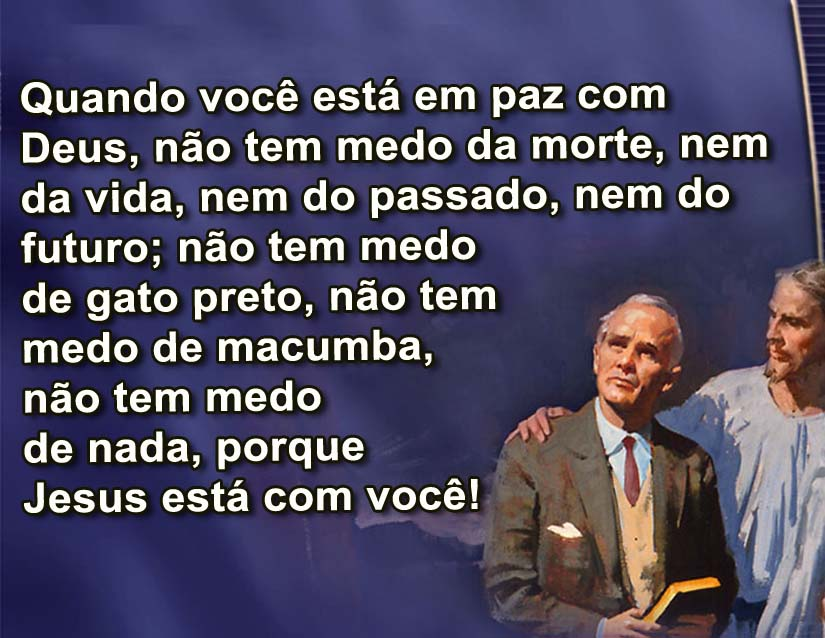 Quando você está em paz com
Deus, não tem medo da morte, nem
da vida, nem do passado, nem do
futuro; não tem medo
de gato preto, não tem
medo de macumba,
não tem medo
de nada, porque
Jesus está com você!